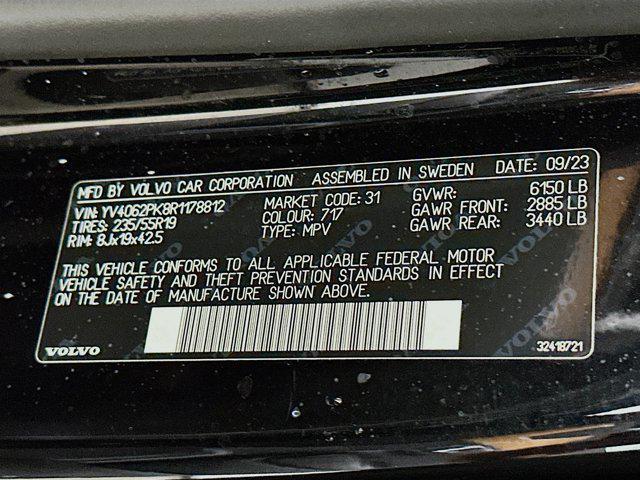 MFD BY VOLVO CAR CORPORATION ASSEMBLED IN SWEDEN DATE: 09/23
VIN: YV4062PK8R1178812 MARKET CODE: 31 GVWR: 6150 LB
TIRES: 235/55R19 COLOUR: 717 GAWR FRONT: 2885 LB
RIM: 8Jx19x42.5 TYPE: MPV GAWR REAR: 3440 LB
THIS VEHICLE CONFORMS TO ALL APPLICABLE FEDERAL MOTOR
VEHICLE SAFETY AND THEFT PREVENTION STANDARDS IN EFFECT
ON THE DATE OF MANUFACTURE SHOWN ABOVE.
VOLVO 32418721